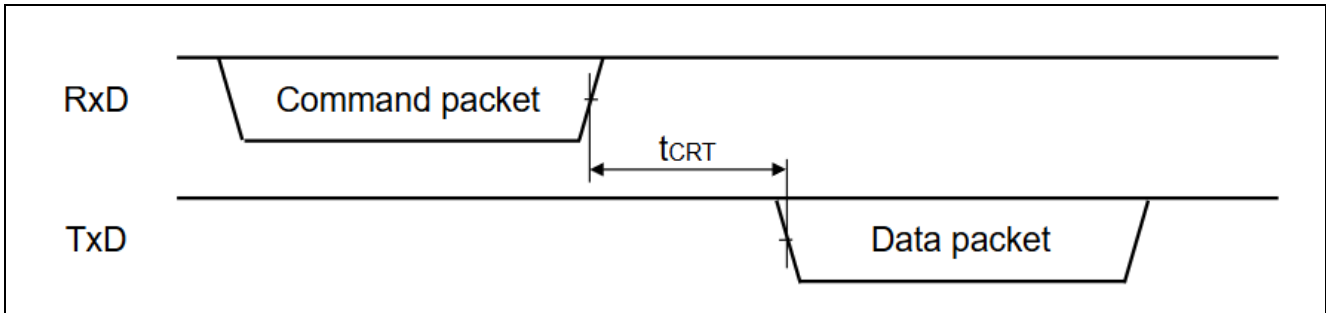 RxD
Command packet
tCRT
TxD
Data packet